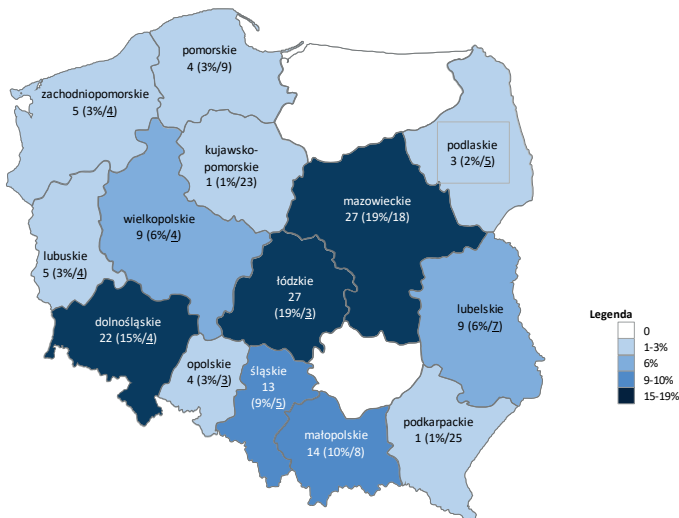 pomorskie
4 (3%/9)
zachodniopomorskie
5 (3%/4)
kujawsko-
pomorskie
1 (1%/23)
podlaskie
3 (2%/5)
mazowieckie
27 (19%/18)
wielkopolskie
9 (6%/4)
lubuskie
5 (3%/4)
łódzkie
27
(19%/3)
lubelskie
9 (6%/7)
dolnośląskie
22 (15%/4)
opolskie
4 (3%/3)
śląskie
13
(9%/5)
małopolskie
14 (10%/8)
podkarpackie
1 (1%/25
Legenda
0
1-3%
6%
9-10%
15-19%